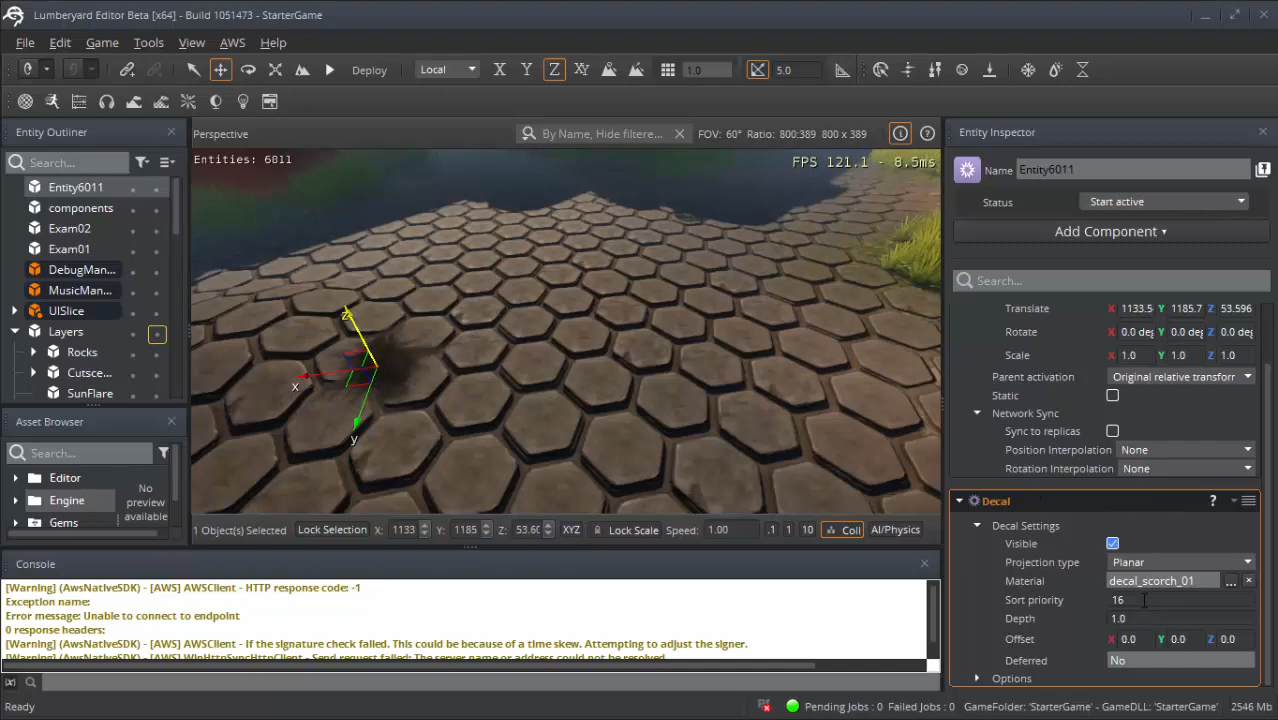 Lumberyard Editor Beta [x64] - Build 1051473 - StarterGame
File Edit Game Tools View AWS Help
Deploy Local X Y Z XY 1.0 5.0
Entity Outliner
Search...
Entity6011
components
Exam02
Exam01
DebugMan...
MusicMan...
UISlice
Layers
Rocks
Cutsce...
SunFlare
Asset Browser
Search...
Editor
Engine
Gems
No
preview
available
Perspective By Name, Hide filtere... FOV: 60° Ratio: 800:389 800 x 389
Entities: 6011 FPS 121.1 - 8.5ms
z
x
y
1 Object(s) Selected Lock Selection X: 1133 Y: 1185 Z: 53.60 XYZ Lock Scale Speed: 1.00 .1 1 10 Coll AI/Physics
Console
[Warning] (AwsNativeSDK) - [AWS] AWSClient - HTTP response code: -1
Exception name:
Error message: Unable to connect to endpoint
0 response headers:
[Warning] (AwsNativeSDK) - [AWS] AWSClient - If the signature check failed. This could be because of a time skew. Attempting to adjust the signer.
[Warning] (AwsNativeSDK) - [AWS] WinHttpSyncHttpClient - Send request failed: The server name or address could not be resolved
Ready
Entity Inspector
Name Entity6011
Status Start active
Add Component
Search...
Translate X 1133.5 Y 1185.7 Z 53.596
Rotate X 0.0 deg Y 0.0 deg Z 0.0 deg
Scale X 1.0 Y 1.0 Z 1.0
Parent activation Original relative transforr
Static
Network Sync
Sync to replicas
Position Interpolation None
Rotation Interpolation None
Decal ?
Decal Settings
Visible
Projection type Planar
Material decal_scorch_01 ...
Sort priority 16
Depth 1.0
Offset X 0.0 Y 0.0 Z 0.0
Deferred No
Options
Pending Jobs : 0 Failed Jobs : 0 GameFolder: 'StarterGame' - GameDLL: 'StarterGame' 2546 Mb